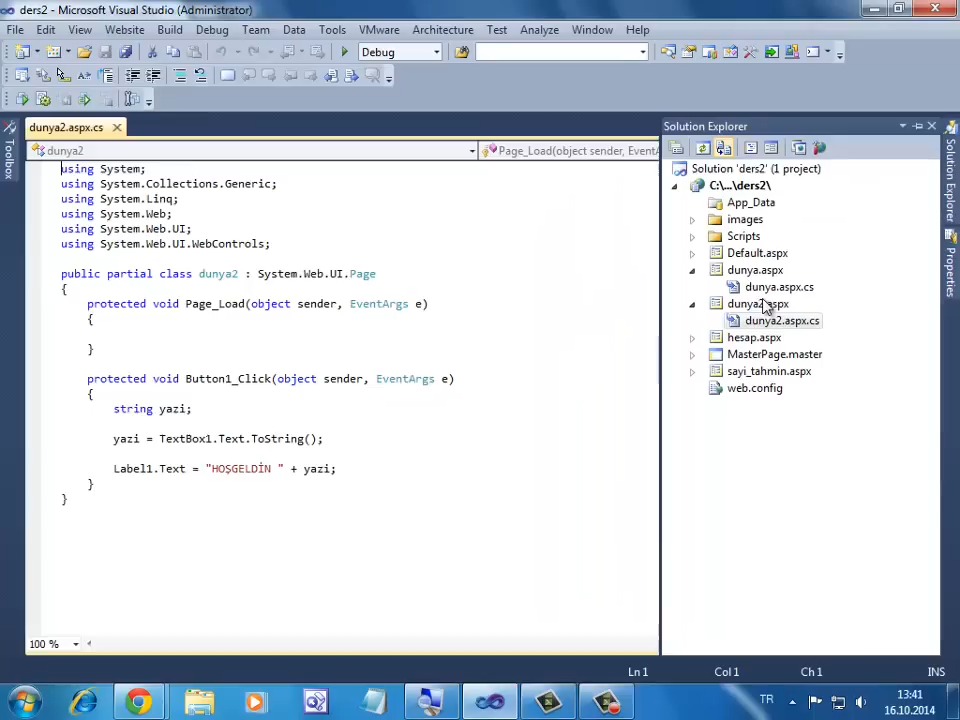 ders2 - Microsoft Visual Studio (Administrator)
File Edit View Website Build Debug Team Data Tools VMware Architecture Test Analyze Window Help
Debug
dunya2.aspx.cs
dunya2
Page_Load(object sender, EventA
Toolbox
using System;
using System.Collections.Generic;
using System.Linq;
using System.Web;
using System.Web.UI;
using System.Web.UI.WebControls;
public partial class dunya2 : System.Web.UI.Page
{
protected void Page_Load(object sender, EventArgs e)
{
}
protected void Button1_Click(object sender, EventArgs e)
{
string yazi;
yazi = TextBox1.Text.ToString();
Label1.Text = "HOŞGELDİN " + yazi;
}
}
100 %
Solution Explorer
Solution 'ders2' (1 project)
C:\...\ders2\
App_Data
images
Scripts
Default.aspx
dunya.aspx
dunya.aspx.cs
dunya2.aspx
dunya2.aspx.cs
hesap.aspx
MasterPage.master
sayi_tahmin.aspx
web.config
Solution Explorer
Properties
Ln 1 Col 1 Ch 1 INS
TR
13:41
16.10.2014